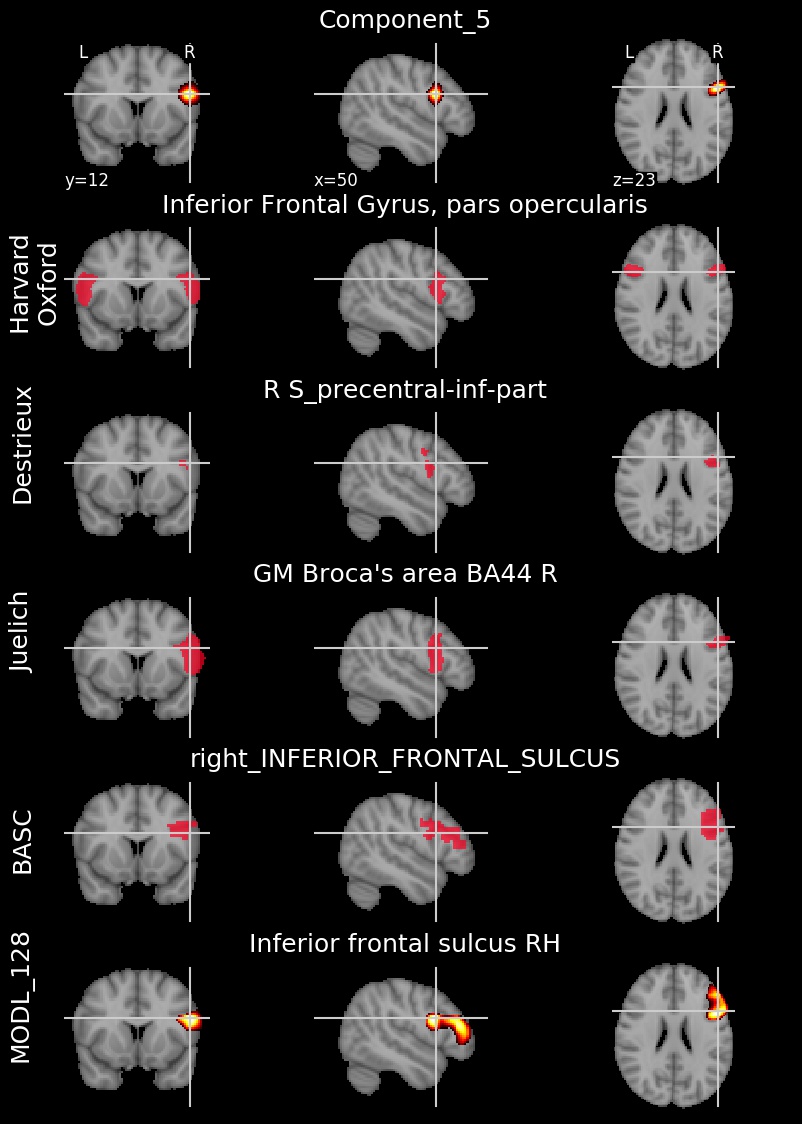 Component_5
L R L R
y=12 x=50 z=23
Inferior Frontal Gyrus, pars opercularis
Harvard
Oxford
R S_precentral-inf-part
Destrieux
GM Broca's area BA44 R
Juelich
right_INFERIOR_FRONTAL_SULCUS
BASC
Inferior frontal sulcus RH
MODL_128